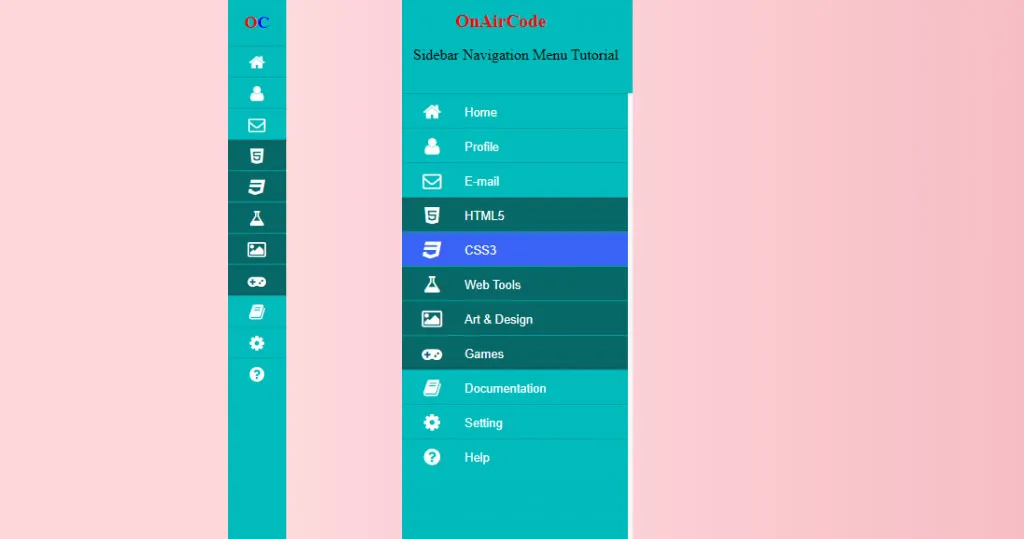 OC
OnAirCode
Sidebar Navigation Menu Tutorial
Home
Profile
E-mail
HTML5
CSS3
Web Tools
Art & Design
Games
Documentation
Setting
Help